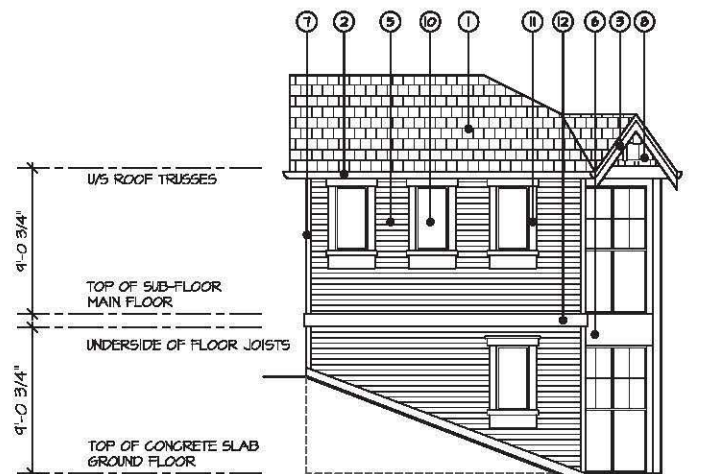 7 2 5 10 1 11 12 6 3 8
U/S ROOF TRUSSES
9'-0 3/4"
TOP OF SUB-FLOOR
MAIN FLOOR
UNDERSIDE OF FLOOR JOISTS
9'-0 3/4"
TOP OF CONCRETE SLAB
GROUND FLOOR